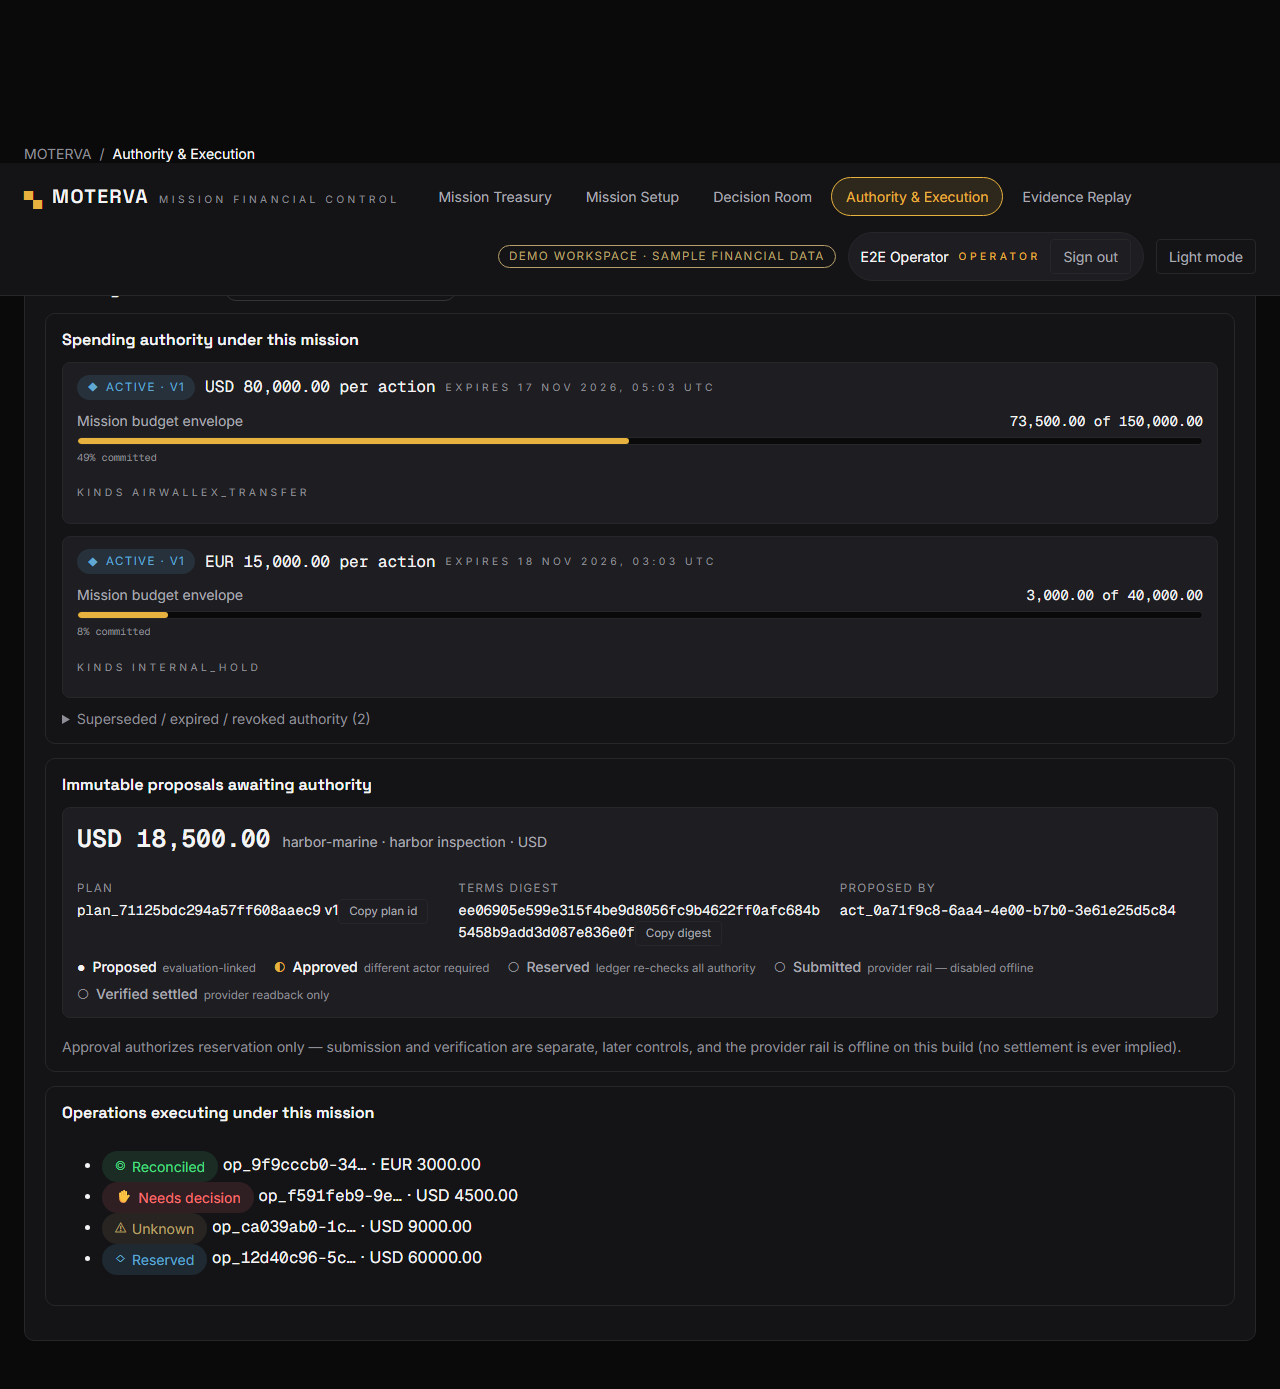 MOTERVA / Authority & Execution
MOTERVA MISSION FINANCIAL CONTROL Mission Treasury Mission Setup Decision Room Authority & Execution Evidence Replay
DEMO WORKSPACE · SAMPLE FINANCIAL DATA E2E Operator OPERATOR Sign out Light mode
Spending authority under this mission
◆ ACTIVE · V1 USD 80,000.00 per action EXPIRES 17 NOV 2026, 05:03 UTC
Mission budget envelope 73,500.00 of 150,000.00
49% committed
KINDS AIRWALLEX_TRANSFER
◆ ACTIVE · V1 EUR 15,000.00 per action EXPIRES 18 NOV 2026, 03:03 UTC
Mission budget envelope 3,000.00 of 40,000.00
8% committed
KINDS INTERNAL_HOLD
▶ Superseded / expired / revoked authority (2)
Immutable proposals awaiting authority
USD 18,500.00 harbor-marine · harbor inspection · USD
PLAN TERMS DIGEST PROPOSED BY
plan_71125bdc294a57ff608aaec9 v1 Copy plan id ee06905e599e315f4be9d8056fc9b4622ff0afc684b act_0a71f9c8-6aa4-4e00-b7b0-3e61e25d5c84
5458b9add3d087e836e0f Copy digest
● Proposed evaluation-linked ◐ Approved different actor required ○ Reserved ledger re-checks all authority ○ Submitted provider rail — disabled offline
○ Verified settled provider readback only
Approval authorizes reservation only — submission and verification are separate, later controls, and the provider rail is offline on this build (no settlement is ever implied).
Operations executing under this mission
• ◎ Reconciled op_9f9cccb0-34… · EUR 3000.00
• ✋ Needs decision op_f591feb9-9e… · USD 4500.00
• ⚠ Unknown op_ca039ab0-1c… · USD 9000.00
• ◇ Reserved op_12d40c96-5c… · USD 60000.00